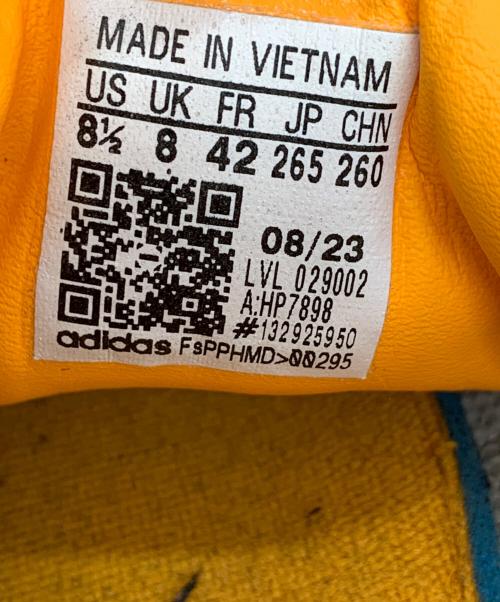 MADE IN VIETNAM
US UK FR JP CHN
8½ 8 42 265 260
08/23
LVL 029002
A:HP7898
#132925950
adidas FsPPHMD>00295